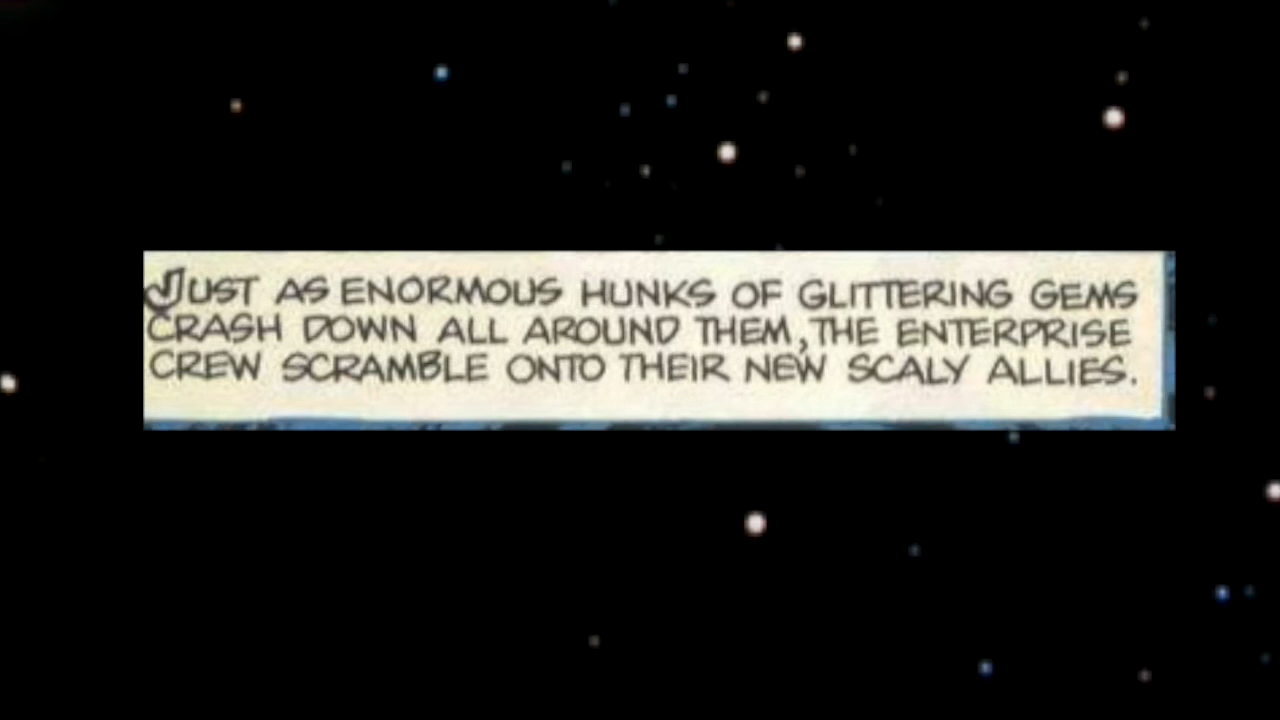 JUST AS ENORMOUS HUNKS OF GLITTERING GEMS
CRASH DOWN ALL AROUND THEM, THE ENTERPRISE
CREW SCRAMBLE ONTO THEIR NEW SCALY ALLIES.